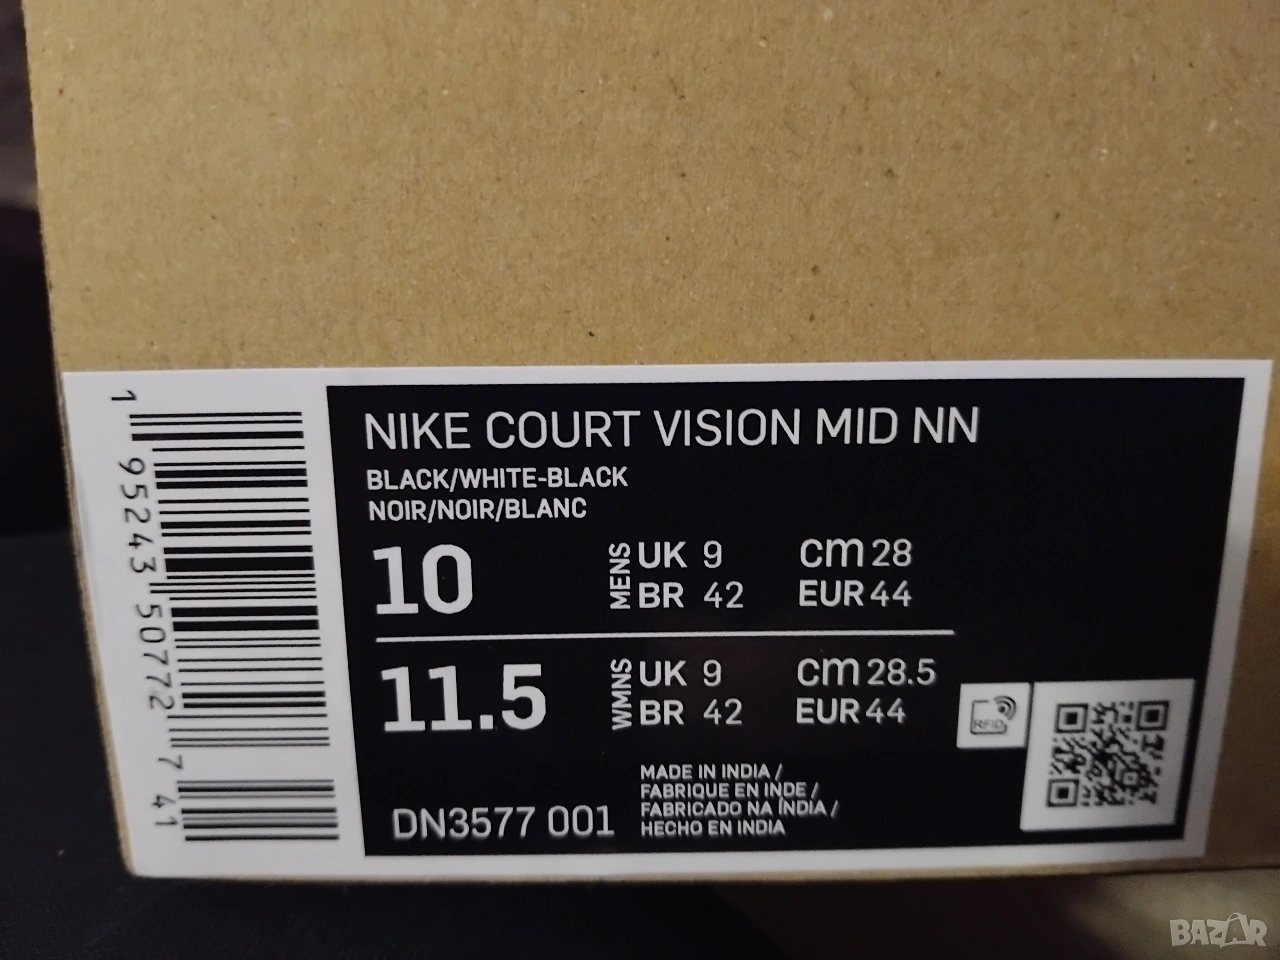 NIKE COURT VISION MID NN
BLACK/WHITE-BLACK
NOIR/NOIR/BLANC
10 MENS UK 9 CM 28
BR 42 EUR 44
11.5 WMNS UK 9 CM 28.5
BR 42 EUR 44
RFID
DN3577 001
MADE IN INDIA /
FABRIQUE EN INDE /
FABRICADO NA ÍNDIA /
HECHO EN INDIA
1 95243 50772 7 41
BAZAR